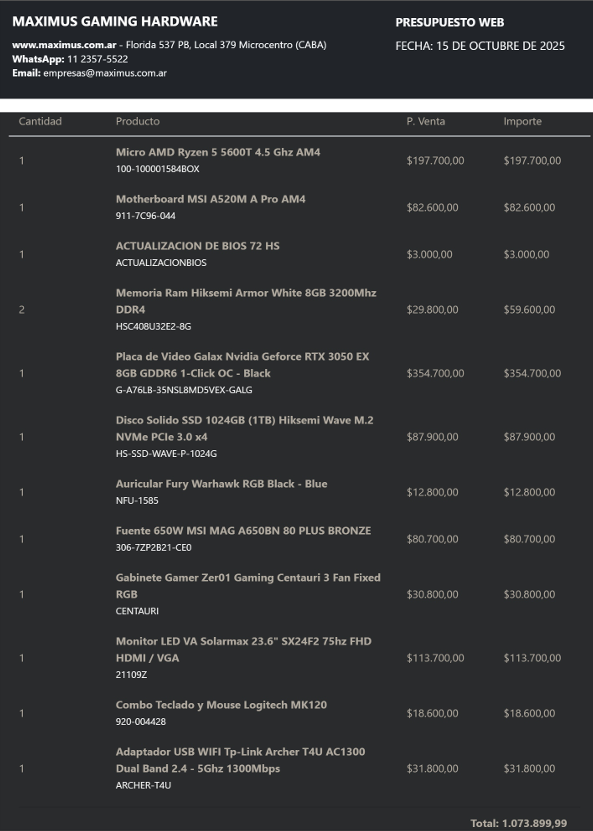 MAXIMUS GAMING HARDWARE
www.maximus.com.ar - Florida 537 PB, Local 379 Microcentro (CABA)
WhatsApp: 11 2357-5522
Email: empresas@maximus.com.ar
PRESUPUESTO WEB
FECHA: 15 DE OCTUBRE DE 2025
Cantidad Producto P. Venta Importe
1 Micro AMD Ryzen 5 5600T 4.5 Ghz AM4 $197.700,00 $197.700,00
100-100001584BOX
1 Motherboard MSI A520M A Pro AM4 $82.600,00 $82.600,00
911-7C96-044
1 ACTUALIZACION DE BIOS 72 HS $3.000,00 $3.000,00
ACTUALIZACIONBIOS
2 Memoria Ram Hiksemi Armor White 8GB 3200Mhz $29.800,00 $59.600,00
DDR4
HSC408U32E2-8G
1 Placa de Video Galax Nvidia Geforce RTX 3050 EX $354.700,00 $354.700,00
8GB GDDR6 1-Click OC - Black
G-A76LB-35NSL8MD5VEX-GALG
1 Disco Solido SSD 1024GB (1TB) Hiksemi Wave M.2 $87.900,00 $87.900,00
NVMe PCIe 3.0 x4
HS-SSD-WAVE-P-1024G
1 Auricular Fury Warhawk RGB Black - Blue $12.800,00 $12.800,00
NFU-1585
1 Fuente 650W MSI MAG A650BN 80 PLUS BRONZE $80.700,00 $80.700,00
306-7ZP2B21-CE0
1 Gabinete Gamer Zer01 Gaming Centauri 3 Fan Fixed $30.800,00 $30.800,00
RGB
CENTAURI
1 Monitor LED VA Solarmax 23.6" SX24F2 75hz FHD $113.700,00 $113.700,00
HDMI / VGA
21109Z
1 Combo Teclado y Mouse Logitech MK120 $18.600,00 $18.600,00
920-004428
1 Adaptador USB WIFI Tp-Link Archer T4U AC1300 $31.800,00 $31.800,00
Dual Band 2.4 - 5Ghz 1300Mbps
ARCHER-T4U
Total: 1.073.899,99